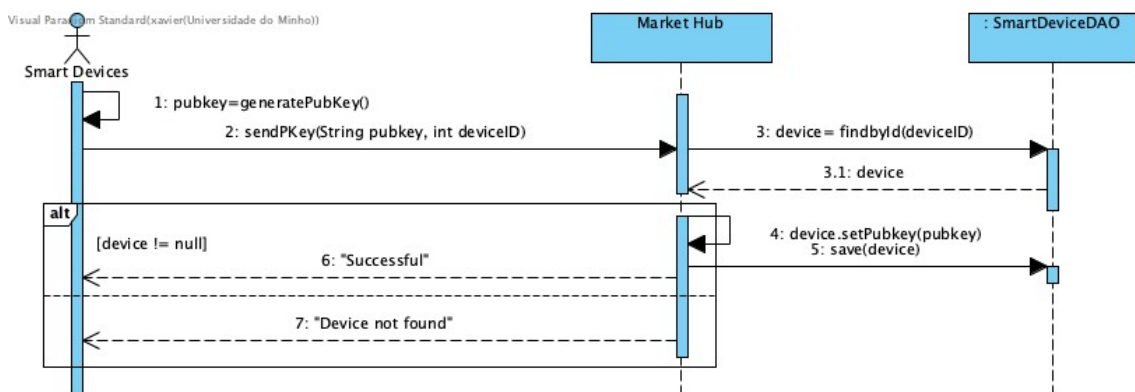 Visual Paradigm Standard(xavier(Universidade do Minho))
Market Hub
: SmartDeviceDAO
Smart Devices
1: pubkey=generatePubKey()
2: sendPKey(String pubkey, int deviceID)
3: device= findbyId(deviceID)
3.1: device
alt
[device != null]
4: device.setPubkey(pubkey)
5: save(device)
6: "Successful"
7: "Device not found"